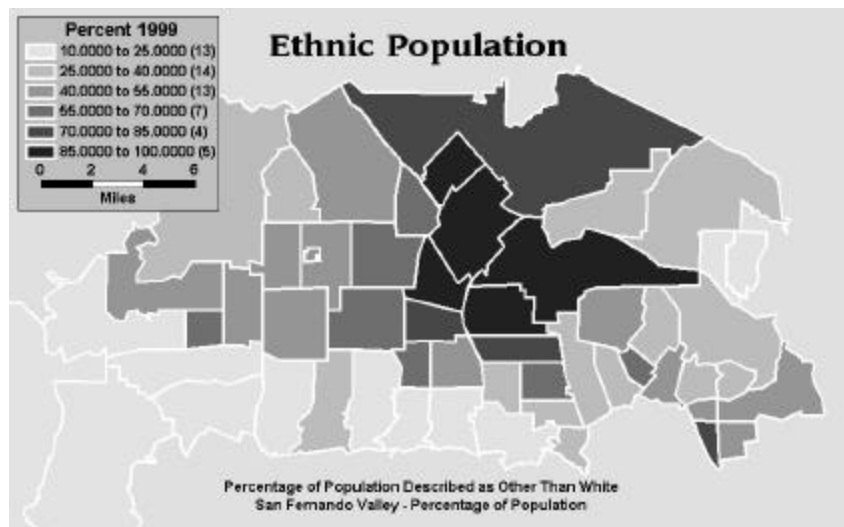 Ethnic Population
Percent 1999
10.0000 to 25.0000 (13)
25.0000 to 40.0000 (14)
40.0000 to 55.0000 (13)
55.0000 to 70.0000 (7)
70.0000 to 85.0000 (4)
85.0000 to 100.0000 (5)
0 2 4 6
Miles
Percentage of Population Described as Other Than White
San Fernando Valley - Percentage of Population